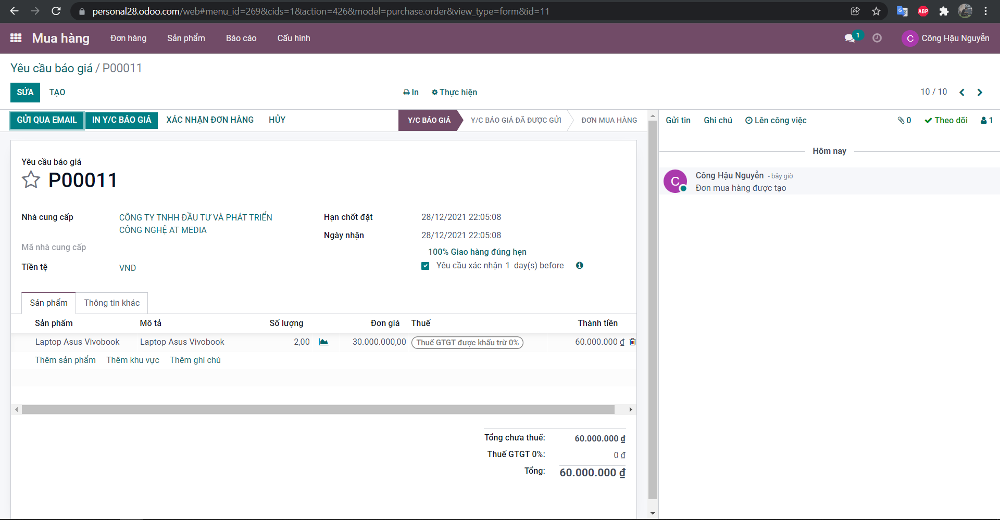 personal28.odoo.com/web#menu_id=269&cids=1&action=426&model=purchase.order&view_type=form&id=11
ABP
Mua hàng Đơn hàng Sản phẩm Báo cáo Cấu hình 1 C Công Hậu Nguyễn
Yêu cầu báo giá / P00011
SỬA TẠO In Thực hiện 10 / 10
GỬI QUA EMAIL IN Y/C BÁO GIÁ XÁC NHẬN ĐƠN HÀNG HỦY Y/C BÁO GIÁ Y/C BÁO GIÁ ĐÃ ĐƯỢC GỬI ĐƠN MUA HÀNG
Gửi tin Ghi chú Lên công việc 0 Theo dõi 1
Hôm nay
C Công Hậu Nguyễn - bây giờ
Đơn mua hàng được tạo
Yêu cầu báo giá
P00011
Nhà cung cấp CÔNG TY TNHH ĐẦU TƯ VÀ PHÁT TRIỂN
CÔNG NGHỆ AT MEDIA
Mã nhà cung cấp
Tiền tệ VND
Hạn chốt đặt 28/12/2021 22:05:08
Ngày nhận 28/12/2021 22:05:08
100% Giao hàng đúng hẹn
Yêu cầu xác nhận 1 day(s) before
Sản phẩm Thông tin khác
Sản phẩm Mô tả Số lượng Đơn giá Thuế Thành tiền
Laptop Asus Vivobook Laptop Asus Vivobook 2,00 30.000.000,00 Thuế GTGT được khấu trừ 0% 60.000.000 ₫
Thêm sản phẩm Thêm khu vực Thêm ghi chú
Tổng chưa thuế: 60.000.000 ₫
Thuế GTGT 0%: 0 ₫
Tổng: 60.000.000 ₫